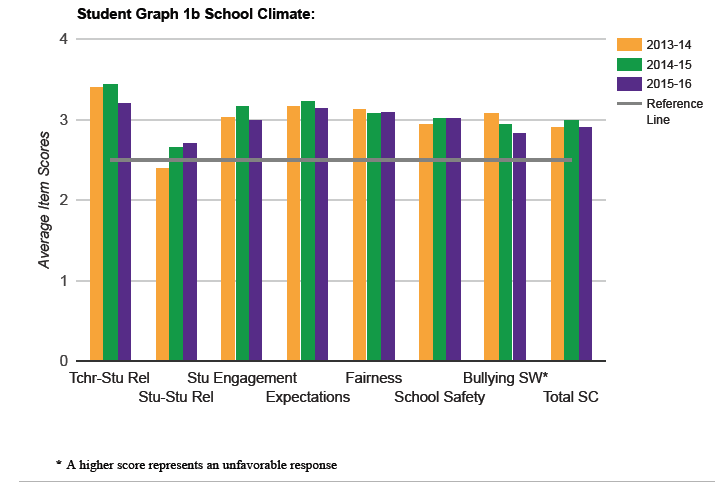 Student Graph 1b School Climate:
4
3
2
1
0
Average Item Scores
2013-14
2014-15
2015-16
Reference
Line
Tchr-Stu Rel
Stu-Stu Rel
Stu Engagement
Expectations
Fairness
School Safety
Bullying SW*
Total SC
* A higher score represents an unfavorable response